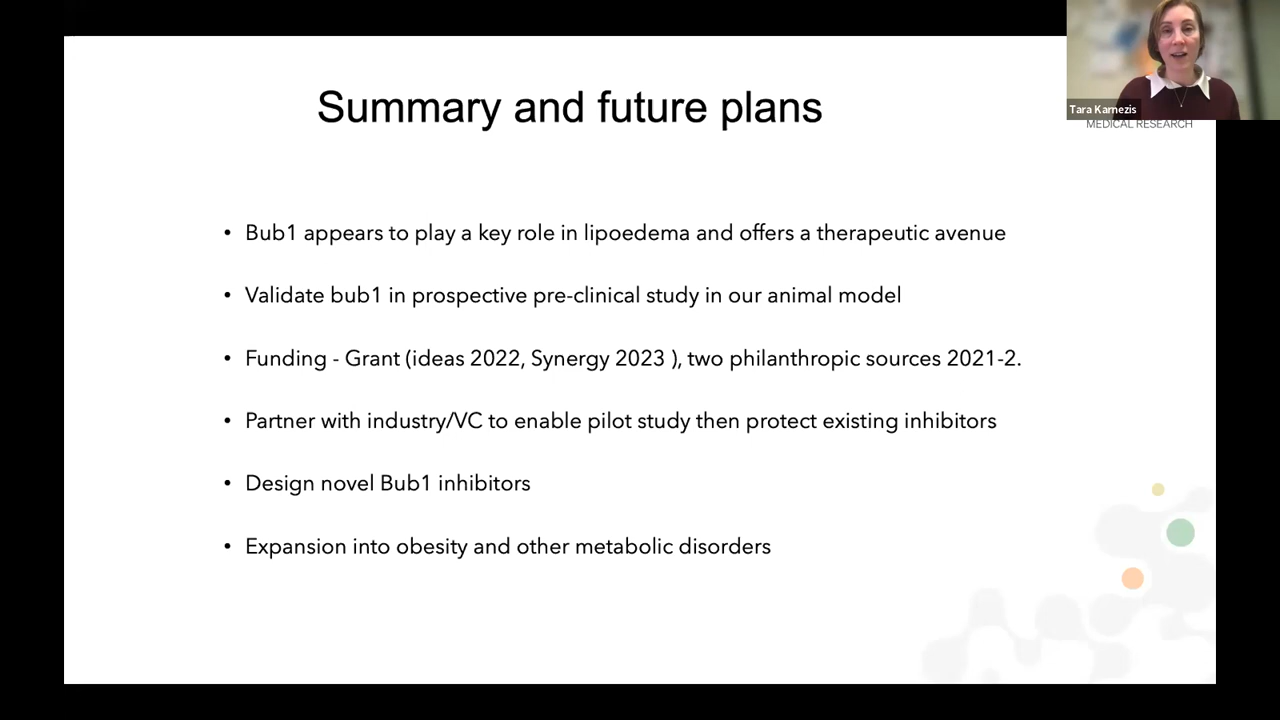 Summary and future plans
Tara Karnezis
MEDICAL RESEARCH
• Bub1 appears to play a key role in lipoedema and offers a therapeutic avenue
• Validate bub1 in prospective pre-clinical study in our animal model
• Funding - Grant (ideas 2022, Synergy 2023 ), two philanthropic sources 2021-2.
• Partner with industry/VC to enable pilot study then protect existing inhibitors
• Design novel Bub1 inhibitors
• Expansion into obesity and other metabolic disorders